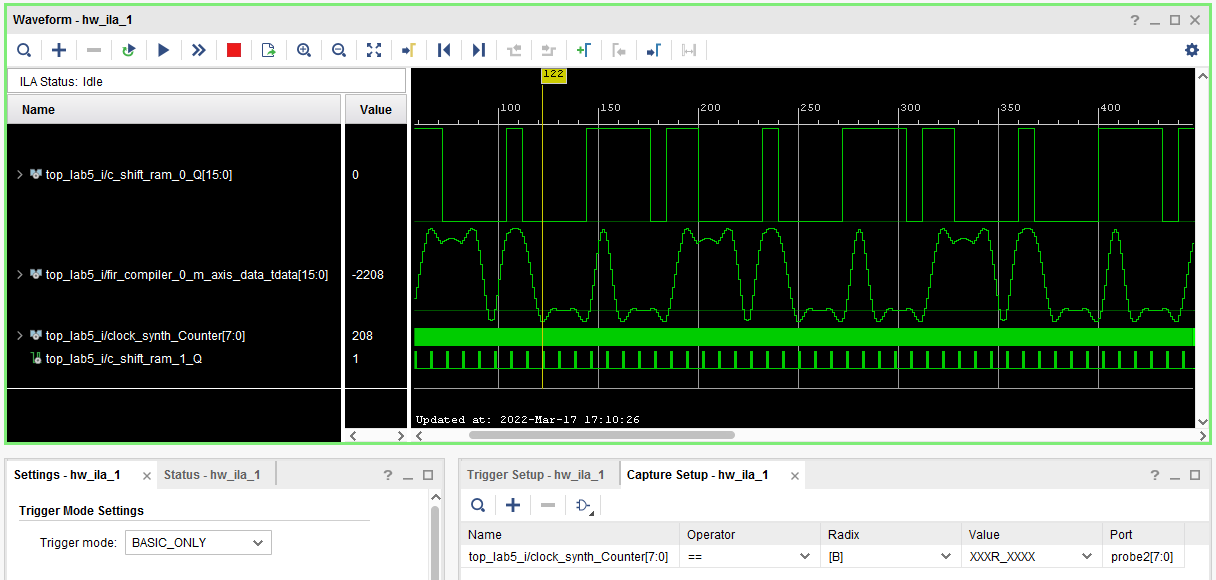 Waveform - hw_ila_1
ILA Status: Idle
Name Value
122
100 150 200 250 300 350 400
top_lab5_i/c_shift_ram_0_Q[15:0] 0
top_lab5_i/fir_compiler_0_m_axis_data_tdata[15:0] -2208
top_lab5_i/clock_synth_Counter[7:0] 208
top_lab5_i/c_shift_ram_1_Q 1
Updated at: 2022-Mar-17 17:10:26
Settings - hw_ila_1 Status - hw_ila_1
Trigger Mode Settings
Trigger mode: BASIC_ONLY
Trigger Setup - hw_ila_1 Capture Setup - hw_ila_1
Name Operator Radix Value Port
top_lab5_i/clock_synth_Counter[7:0] == [B] XXXR_XXXX probe2[7:0]